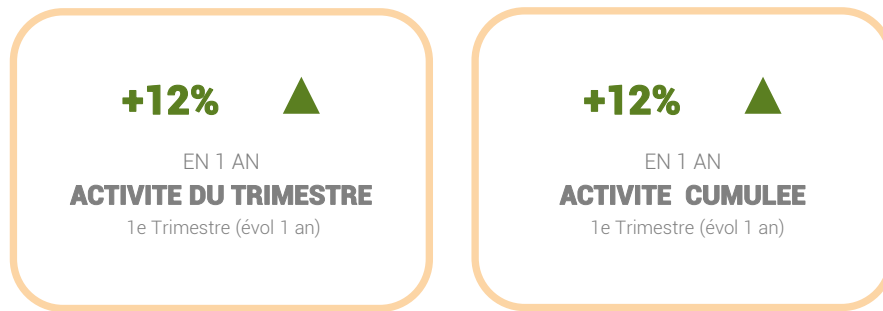 +12%
EN 1 AN
ACTIVITE DU TRIMESTRE
1e Trimestre (évol 1 an)
+12%
EN 1 AN
ACTIVITE  CUMULEE
1e Trimestre (évol 1 an)